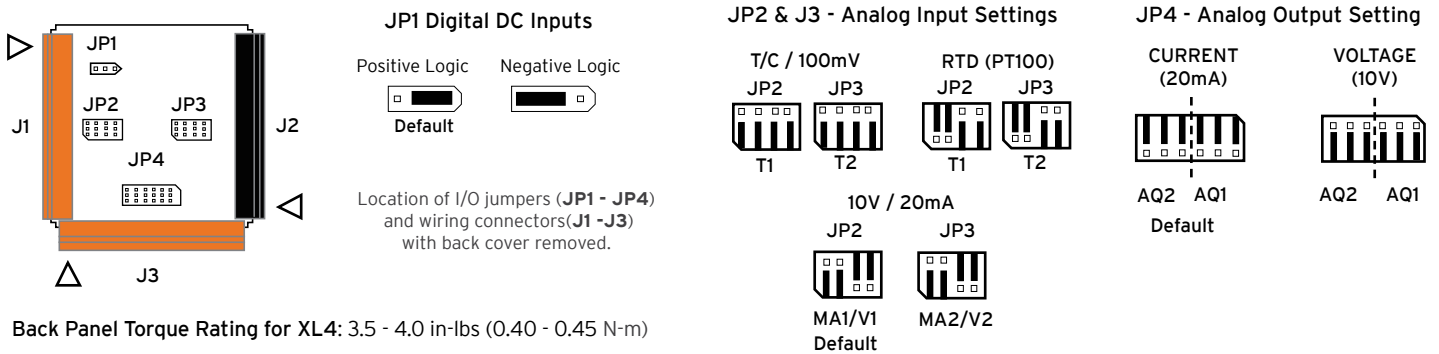 JP1 Digital DC Inputs
JP1
JP2
JP3
J1
J2
JP4
J3
Positive Logic
Negative Logic
Default
Location of I/O jumpers (JP1 - JP4)
and wiring connectors(J1 -J3)
with back cover removed.
Back Panel Torque Rating for XL4: 3.5 - 4.0 in-lbs (0.40 - 0.45 N-m)
JP2 & J3 - Analog Input Settings
T/C / 100mV
JP2
JP3
T1
T2
RTD (PT100)
JP2
JP3
T1
T2
10V / 20mA
JP2
JP3
MA1/V1
MA2/V2
Default
JP4 - Analog Output Setting
CURRENT
(20mA)
AQ2
AQ1
Default
VOLTAGE
(10V)
AQ2
AQ1